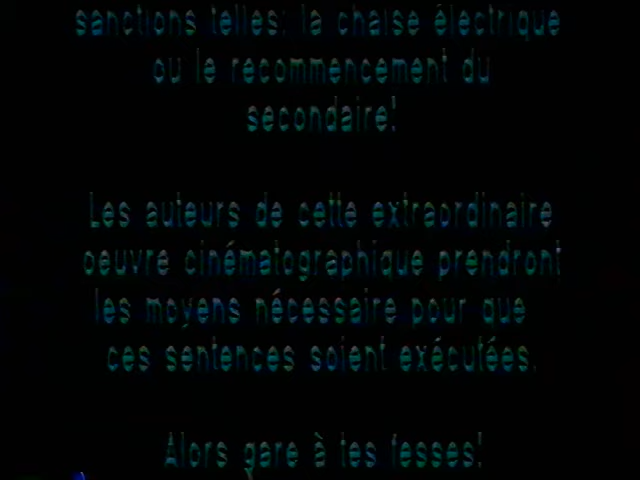 sanctions telles: la chaise électrique
ou le recommencement du
secondaire!
Les auteurs de cette extraordinaire
oeuvre cinématographique prendront
les moyens nécessaire pour que
ces sentences soient exécutées.
Alors gare à tes fesses!